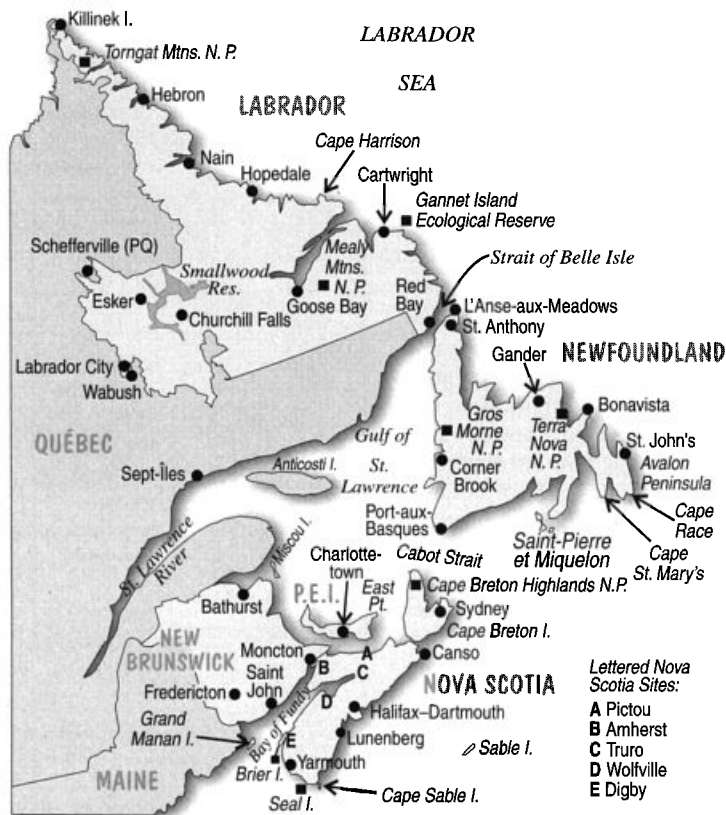 Killinek I.
LABRADOR
SEA
Torngat Mtns. N. P.
Hebron
LABRADOR
Cape Harrison
Nain
Hopedale
Cartwright
Gannet Island
Ecological Reserve
Schefferville (PQ)
Smallwood
Res.
Mealy
Mtns.
N. P.
Strait of Belle Isle
Esker
Goose Bay
Red
Bay
L'Anse-aux-Meadows
Churchill Falls
St. Anthony
Gander
NEWFOUNDLAND
Labrador City
Wabush
Gros
Morne
N. P.
Terra
Nova
N. P.
Bonavista
QUÉBEC
Gulf of
St.
Lawrence
St. John's
Avalon
Peninsula
Sept-Îles
Anticosti I.
Corner
Brook
Cape
Race
Port-aux-
Basques
Saint-Pierre
et Miquelon
Cape
St. Mary's
St. Lawrence
River
Miscou I.
Charlotte-
town
Cabot Strait
P.E.I.
East
Pt.
Cape Breton Highlands N.P.
Bathurst
Sydney
Cape Breton I.
NEW
BRUNSWICK
Moncton
A
B
C
Canso
Saint
John
Fredericton
D
NOVA SCOTIA
Halifax–Dartmouth
Grand
Manan I.
Bay of Fundy
E
Lunenberg
Sable I.
MAINE
Brier I.
Yarmouth
Seal I.
Cape Sable I.
Lettered Nova
Scotia Sites:
A Pictou
B Amherst
C Truro
D Wolfville
E Digby